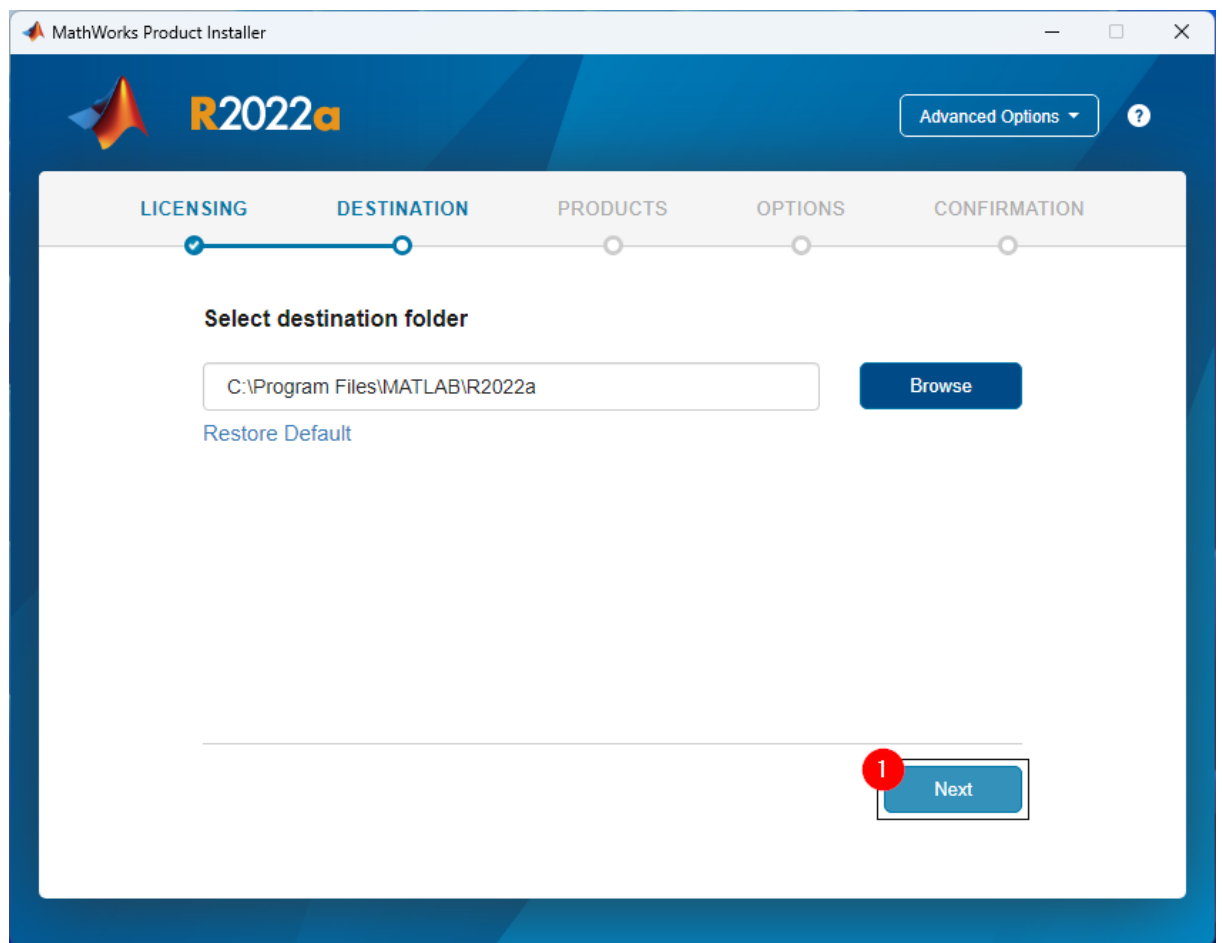 MathWorks Product Installer
R2022a
Advanced Options
?
LICENSING DESTINATION PRODUCTS OPTIONS CONFIRMATION
Select destination folder
C:\Program Files\MATLAB\R2022a
Browse
Restore Default
1
Next